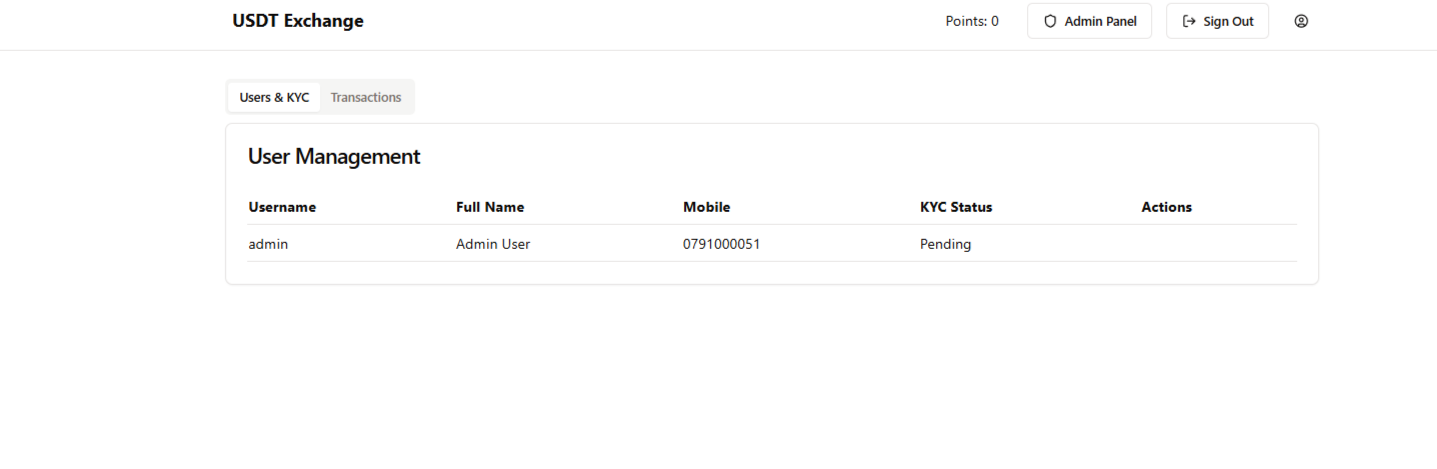 USDT Exchange Points: 0 Admin Panel Sign Out
Users & KYC Transactions
User Management
Username Full Name Mobile KYC Status Actions
admin Admin User 0791000051 Pending